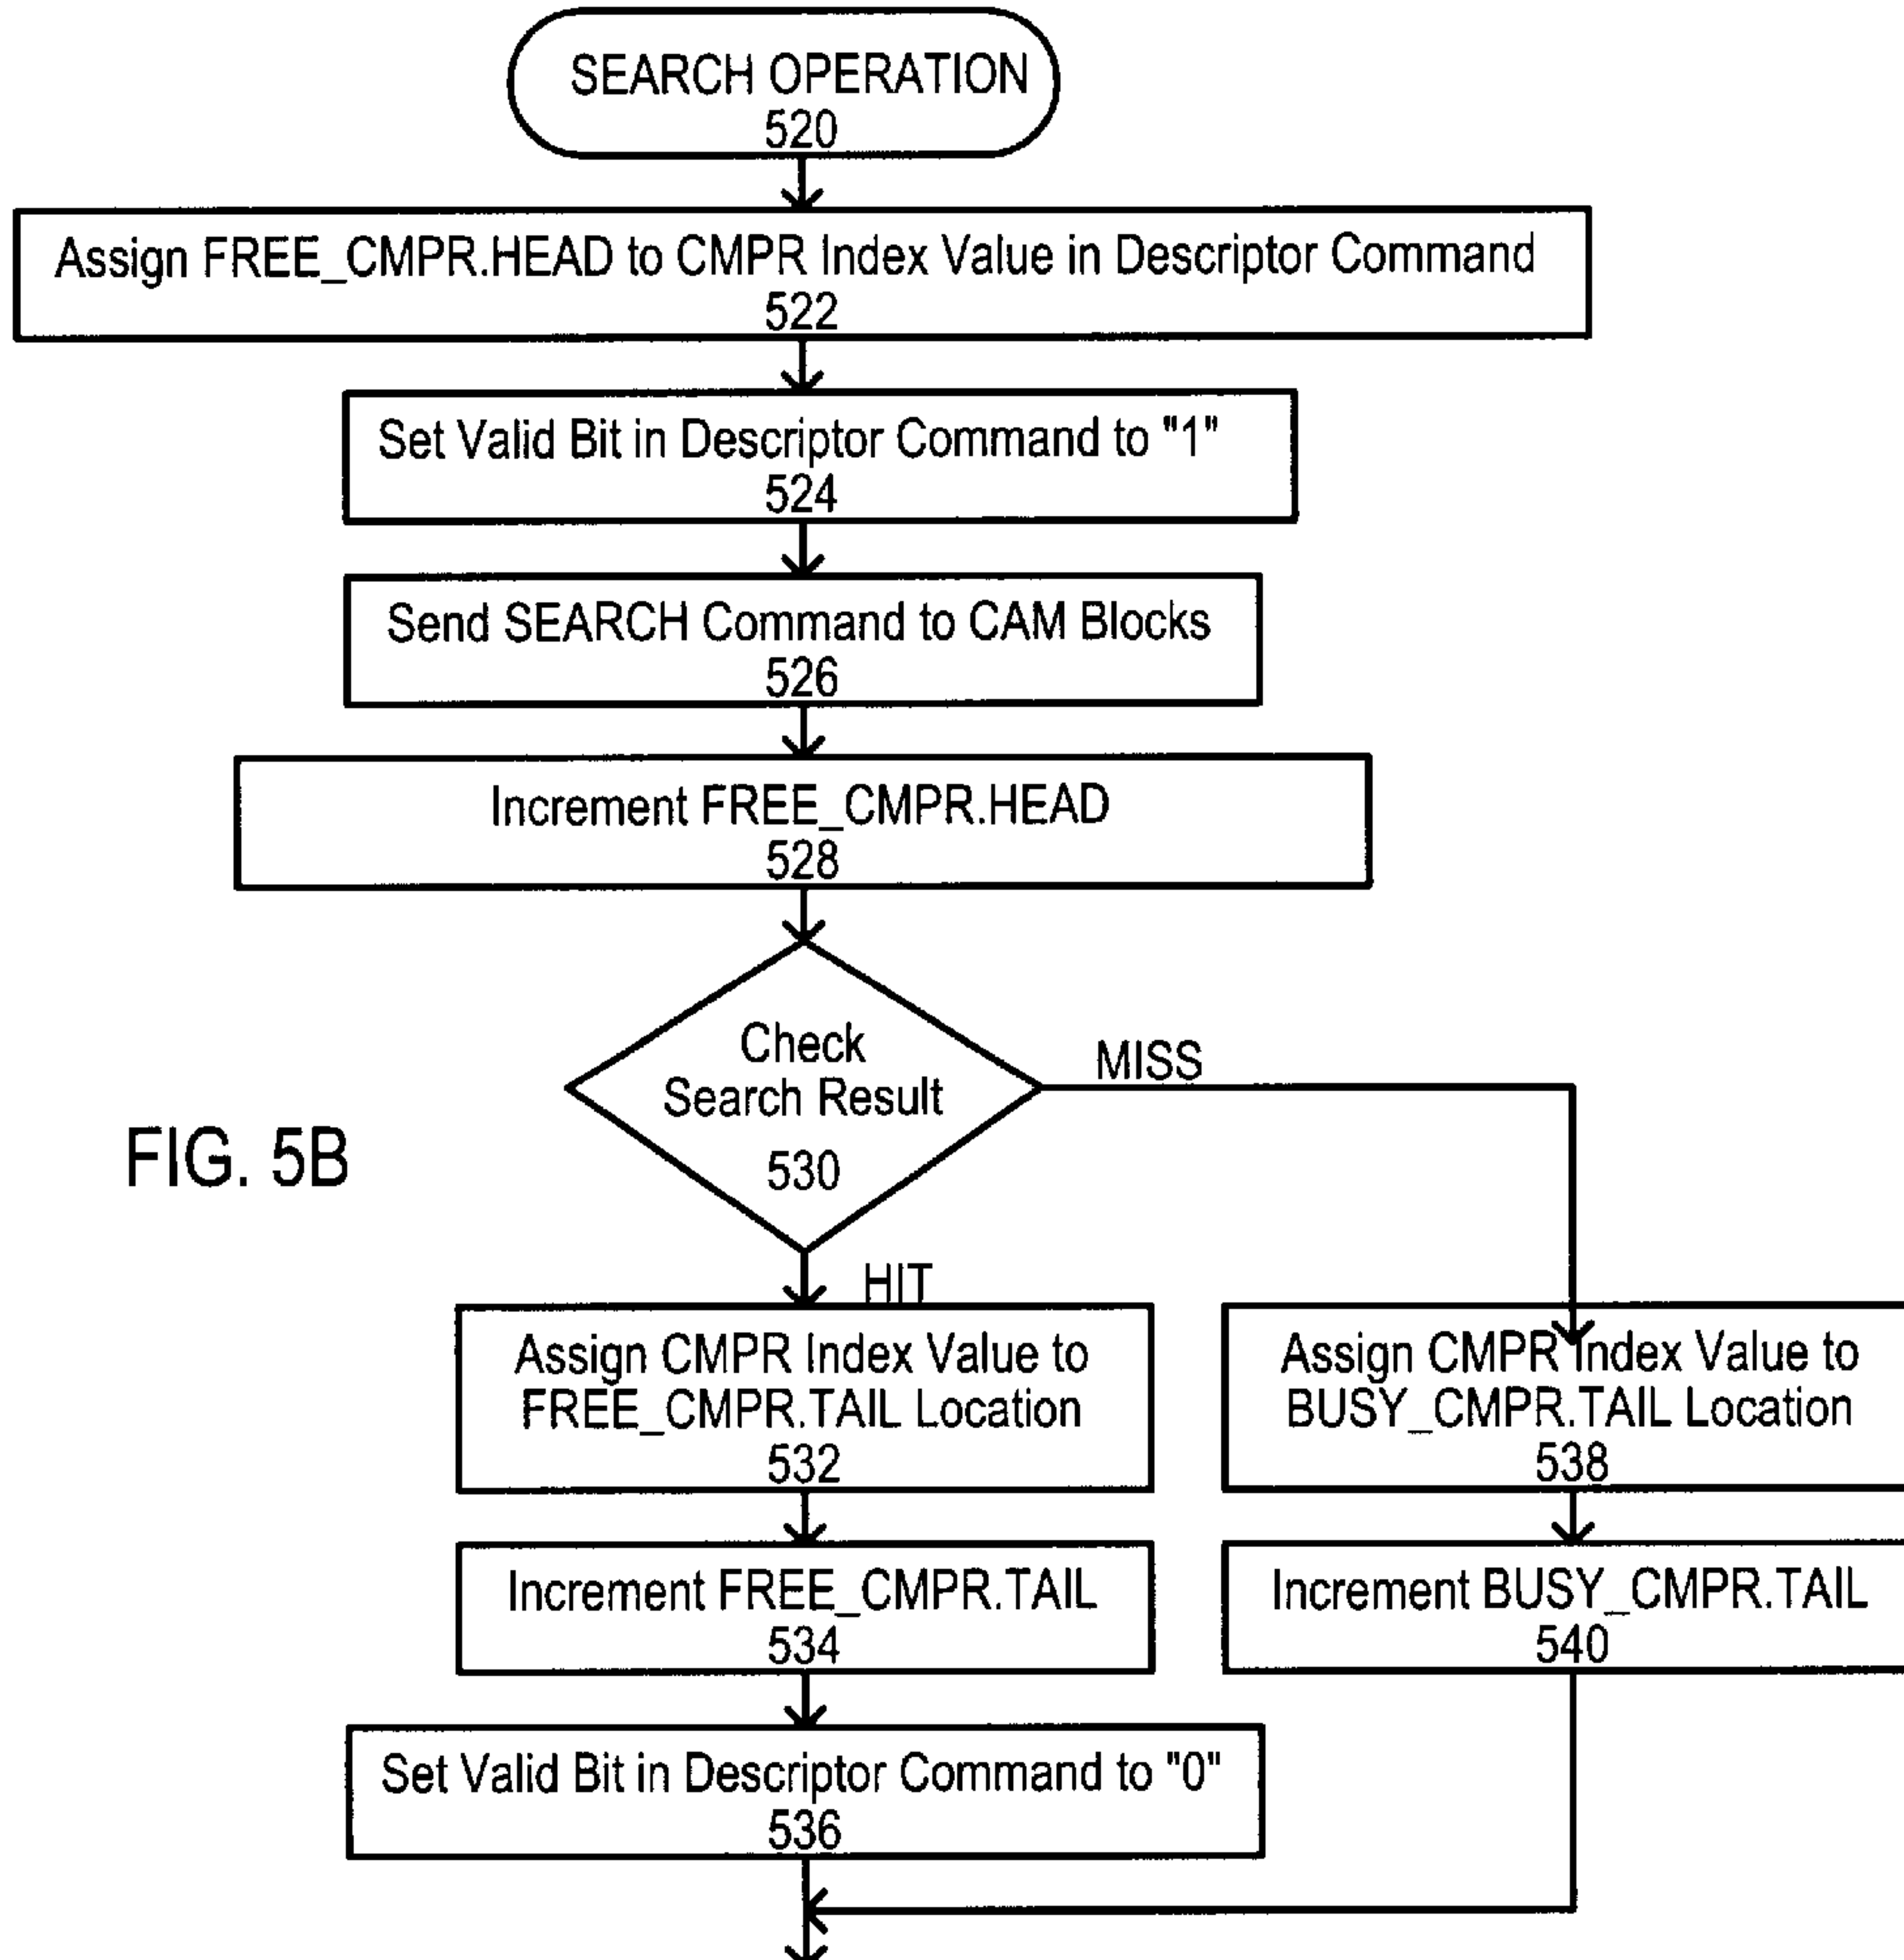 SEARCH OPERATION
520
Assign FREE_CMPR.HEAD to CMPR Index Value in Descriptor Command
522
Set Valid Bit in Descriptor Command to "1"
524
Send SEARCH Command to CAM Blocks
526
Increment FREE_CMPR.HEAD
528
Check
Search Result
530
MISS
FIG. 5B
HIT
Assign CMPR Index Value to
FREE_CMPR.TAIL Location
532
Assign CMPR Index Value to
BUSY_CMPR.TAIL Location
538
Increment FREE_CMPR.TAIL
534
Increment BUSY_CMPR.TAIL
540
Set Valid Bit in Descriptor Command to "0"
536